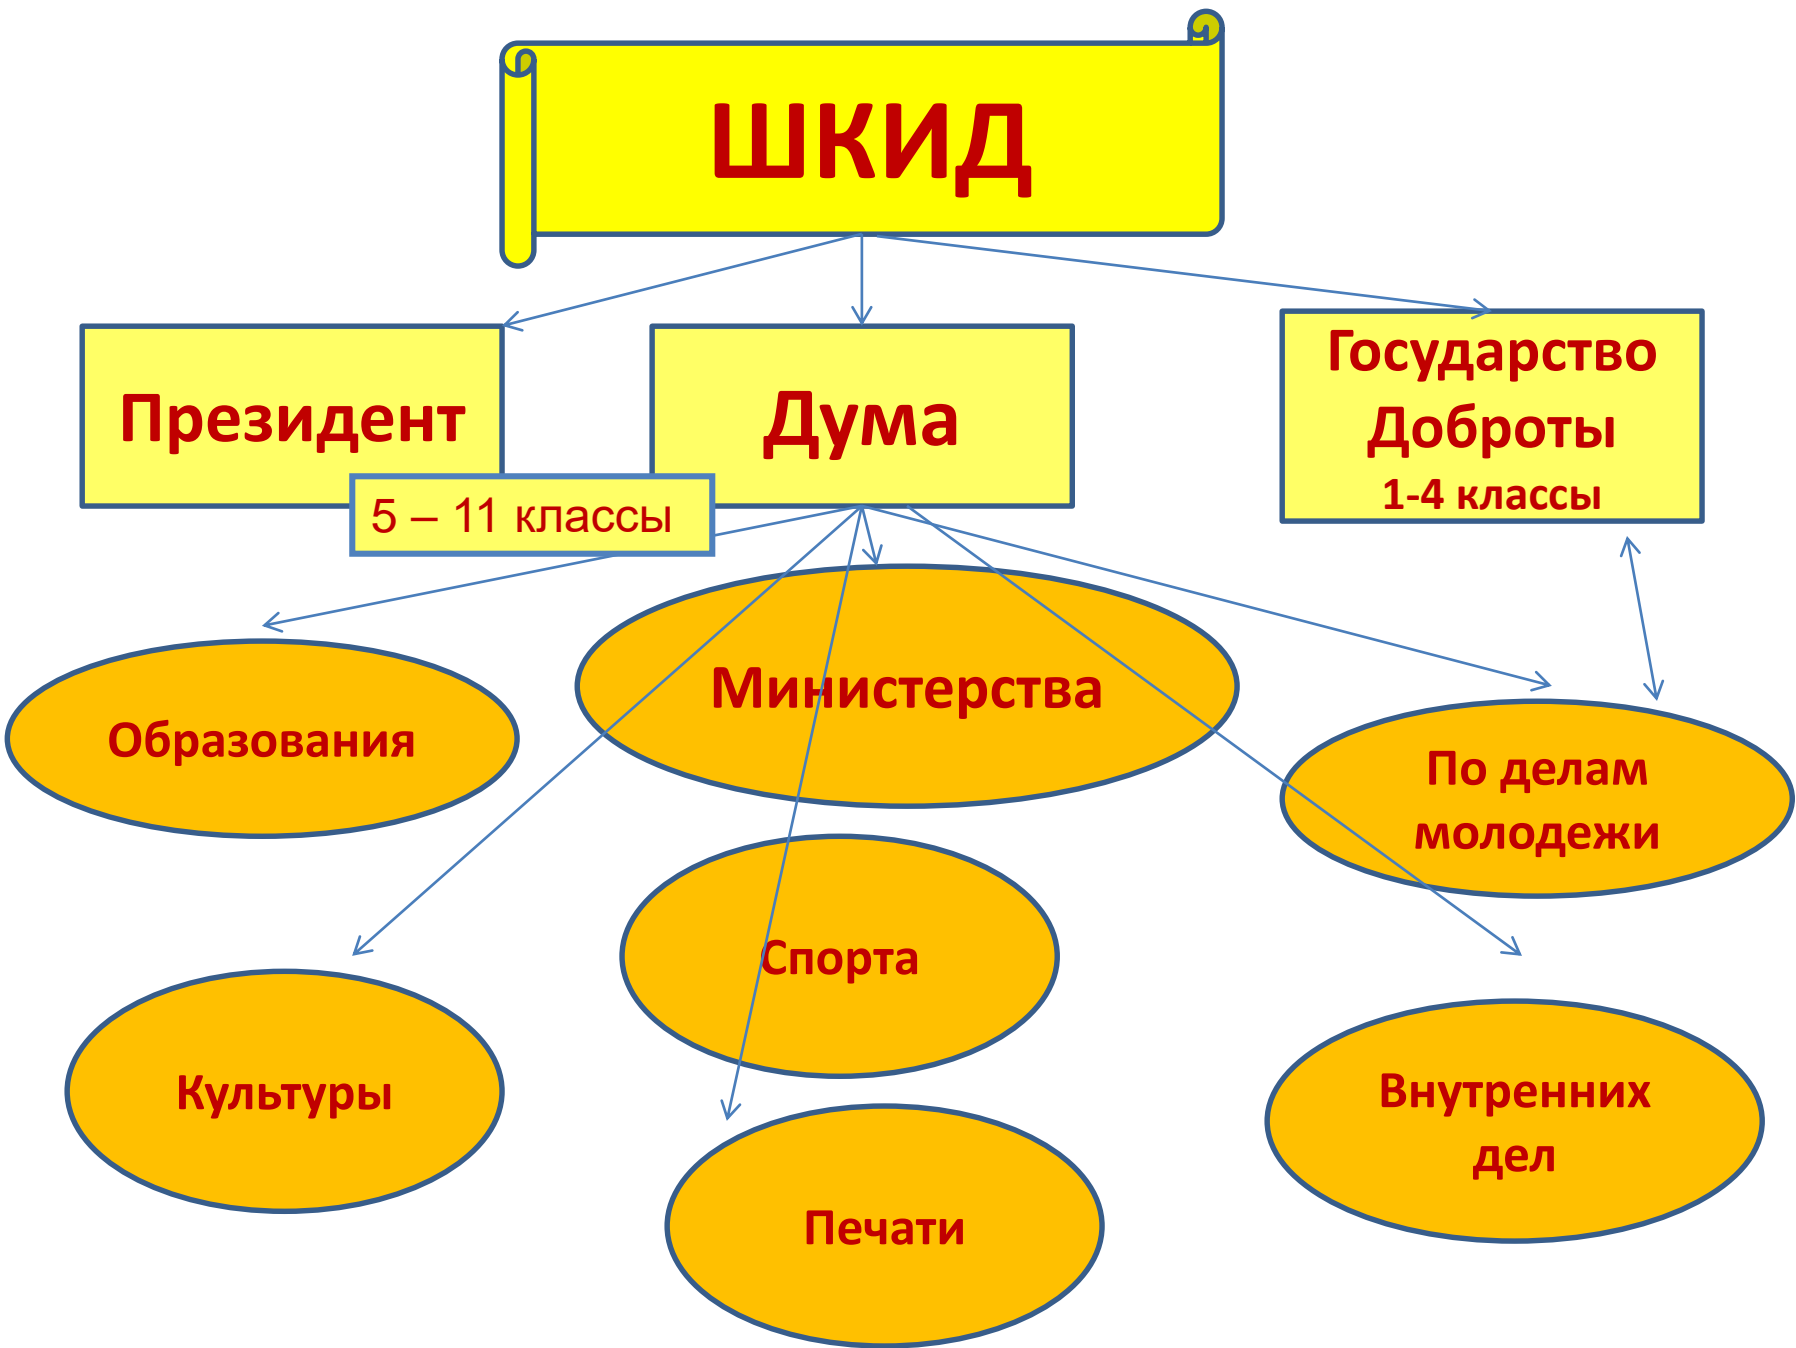 ШКИД
Президент
Дума
Государство
Доброты
1-4 классы
5 – 11 классы
Министерства
Образования
По делам
молодежи
Спорта
Культуры
Внутренних
дел
Печати